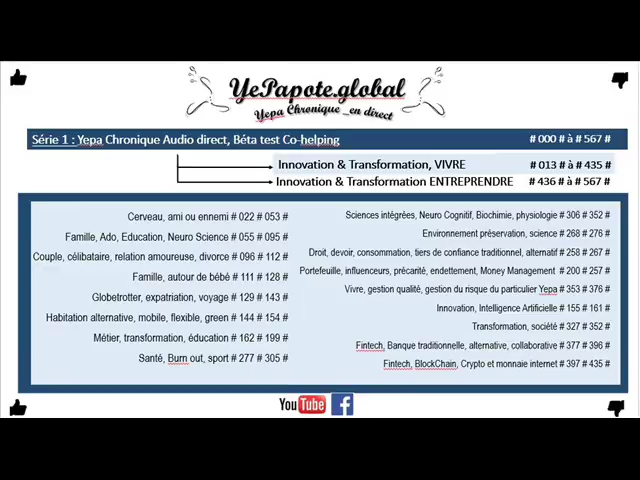 YePapote.global
Yepa Chronique _en direct
Série 1 : Yepa Chronique Audio direct, Béta test Co-helping # 000 # à # 567 #
Innovation & Transformation, VIVRE # 013 # à # 435 #
Innovation & Transformation ENTREPRENDRE # 436 # à # 567 #
Cerveau, ami ou ennemi # 022 # 053 #
Famille, Ado, Education, Neuro Science # 055 # 095 #
Couple, célibataire, relation amoureuse, divorce # 096 # 112 #
Famille, autour de bébé # 111 # 128 #
Globetrotter, expatriation, voyage # 129 # 143 #
Habitation alternative, mobile, flexible, green # 144 # 154 #
Métier, transformation, éducation # 162 # 199 #
Santé, Burn out, sport # 277 # 305 #
Sciences intégrées, Neuro Cognitif, Biochimie, physiologie # 306 # 352 #
Environnement préservation, science # 268 # 276 #
Droit, devoir, consommation, tiers de confiance traditionnel, alternatif # 258 # 267 #
Portefeuille, influenceurs, précarité, endettement, Money Management # 200 # 257 #
Vivre, gestion qualité, gestion du risque du particulier Yepa # 353 # 376 #
Innovation, Intelligence Artificielle # 155 # 161 #
Transformation, société # 327 # 352 #
Fintech, Banque traditionnelle, alternative, collaborative # 377 # 396 #
Fintech, BlockChain, Crypto et monnaie internet # 397 # 435 #
YouTube f